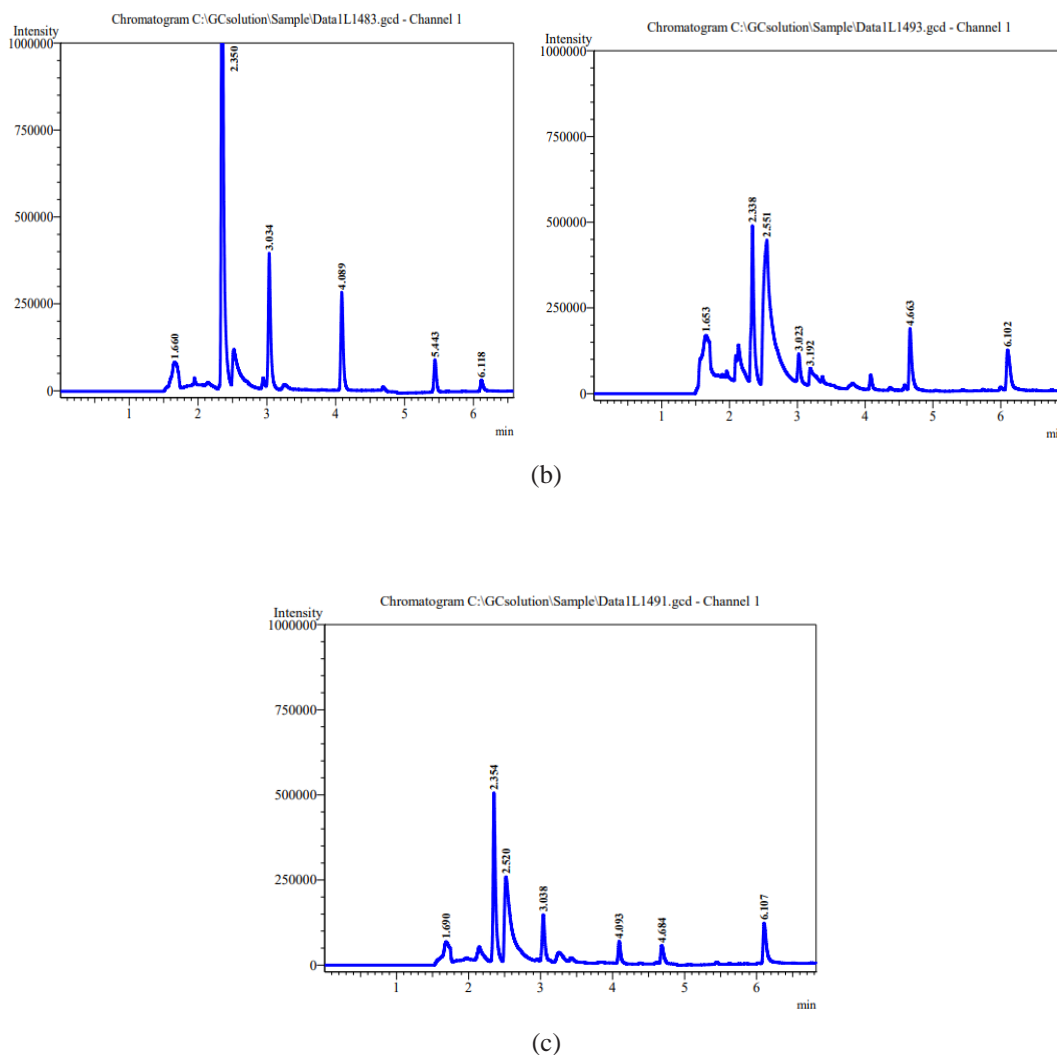 Chromatogram C:\GCsolution\Sample\Data1L1483.gcd - Channel 1
Intensity
1000000
750000
500000
250000
0
1.660
2.350
3.034
4.089
5.443
6.118
1 2 3 4 5 6
min
Chromatogram C:\GCsolution\Sample\Data1L1493.gcd - Channel 1
Intensity
1000000
750000
500000
250000
0
1.653
2.338
2.551
3.023
3.192
4.663
6.102
1 2 3 4 5 6
mi
(b)
Chromatogram C:\GCsolution\Sample\Data1L1491.gcd - Channel 1
Intensity
1000000
750000
500000
250000
0
1.690
2.354
2.520
3.038
4.093
4.684
6.107
1 2 3 4 5 6
min
(c)